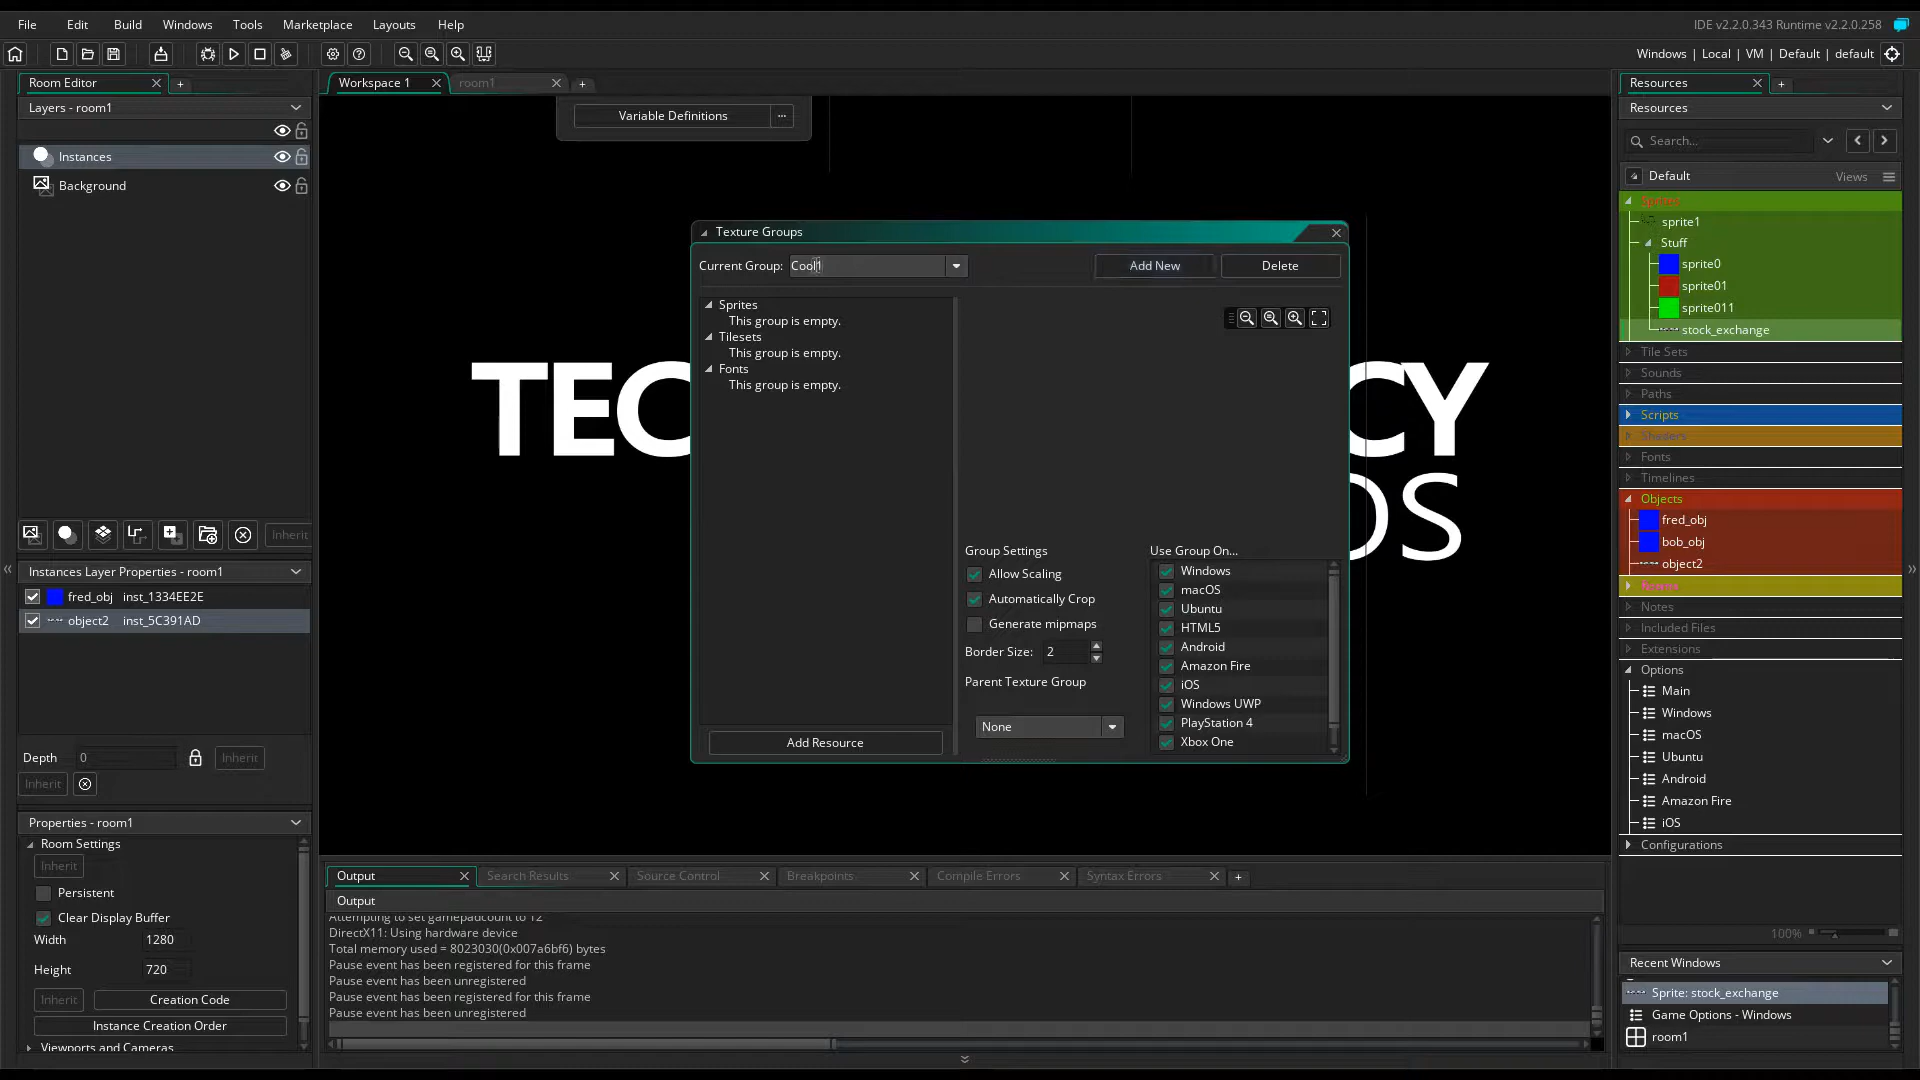 File Edit Build Windows Tools Marketplace Layouts Help
IDE v2.2.0.343 Runtime v2.2.0.258
Windows | Local | VM | Default | default
Room Editor
Layers - room1
Instances
Background
Inherit
Instances Layer Properties - room1
fred_obj inst_1334EE2E
object2 inst_5C391AD
Depth 0 Inherit
Inherit
Properties - room1
Room Settings
Inherit
Persistent
Clear Display Buffer
Width 1280
Height 720
Inherit Creation Code
Instance Creation Order
Viewports and Cameras
Workspace 1 room1
Variable Definitions ...
TEC
CY
OS
Texture Groups
Current Group: Cool1 Add New Delete
Sprites
This group is empty.
Tilesets
This group is empty.
Fonts
This group is empty.
Add Resource
Group Settings
Allow Scaling
Automatically Crop
Generate mipmaps
Border Size: 2
Parent Texture Group
None
Use Group On...
Windows
macOS
Ubuntu
HTML5
Android
Amazon Fire
iOS
Windows UWP
PlayStation 4
Xbox One
Output Search Results Source Control Breakpoints Compile Errors Syntax Errors
Output
Attempting to set gamepadcount to 12
DirectX11: Using hardware device
Total memory used = 8023030(0x007a6bf6) bytes
Pause event has been registered for this frame
Pause event has been unregistered
Pause event has been registered for this frame
Pause event has been unregistered
Resources
Resources
Search...
Default Views
Sprites
sprite1
Stuff
sprite0
sprite01
sprite011
stock_exchange
Tile Sets
Sounds
Paths
Scripts
Shaders
Fonts
Timelines
Objects
fred_obj
bob_obj
object2
Rooms
Notes
Included Files
Extensions
Options
Main
Windows
macOS
Ubuntu
Android
Amazon Fire
iOS
Configurations
100%
Recent Windows
Sprite: stock_exchange
Game Options - Windows
room1